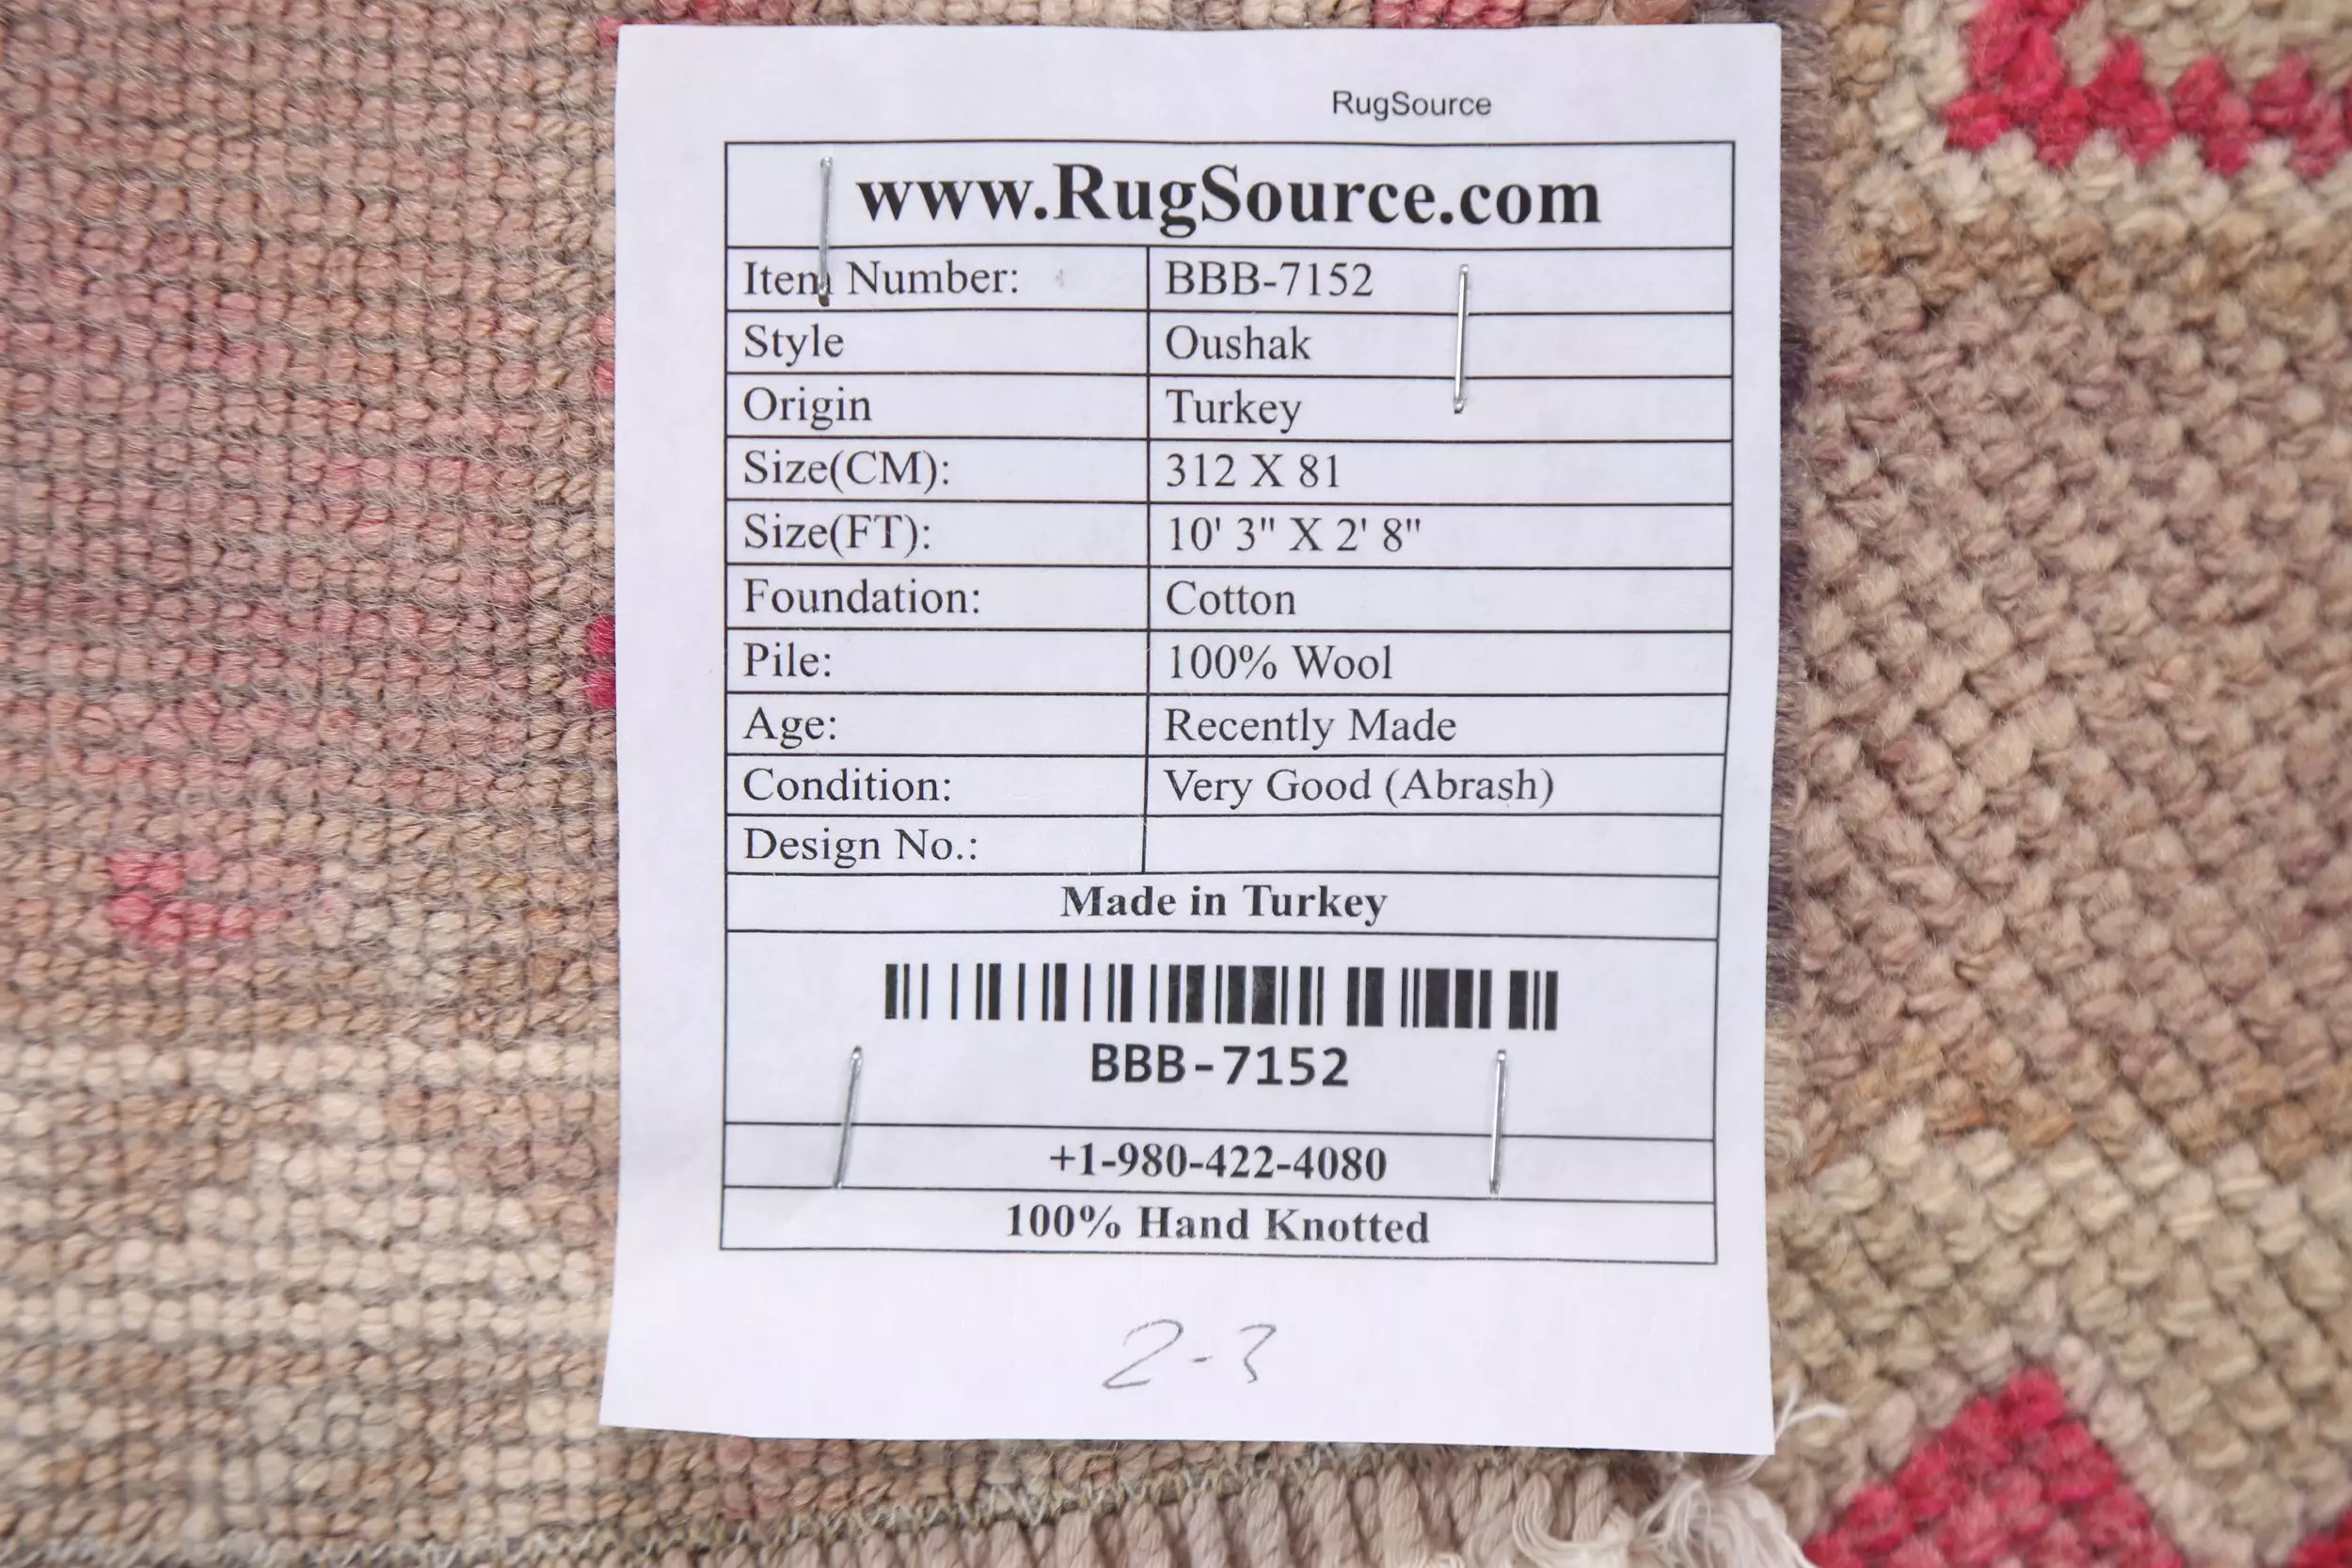 RugSource
www.RugSource.com
Item Number: BBB-7152
Style Oushak
Origin Turkey
Size(CM): 312 X 81
Size(FT): 10' 3" X 2' 8"
Foundation: Cotton
Pile: 100% Wool
Age: Recently Made
Condition: Very Good (Abrash)
Design No.:
Made in Turkey
BBB-7152
+1-980-422-4080
100% Hand Knotted
2-3